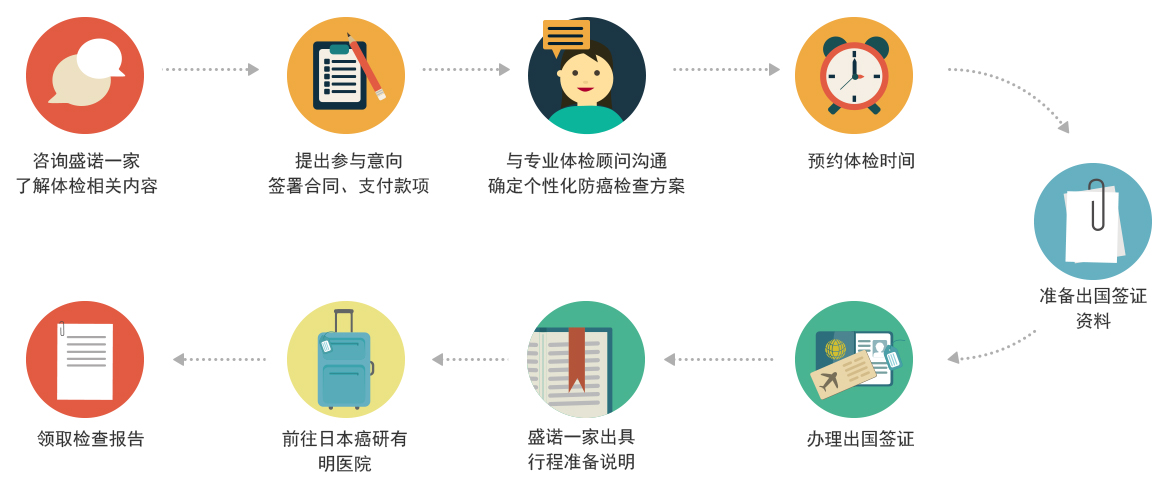 咨询盛诺一家
了解体检相关内容
提出参与意向
签署合同、支付款项
与专业体检顾问沟通
确定个性化防癌检查方案
预约体检时间
准备出国签证
资料
办理出国签证
盛诺一家出具
行程准备说明
前往日本癌研有
明医院
领取检查报告